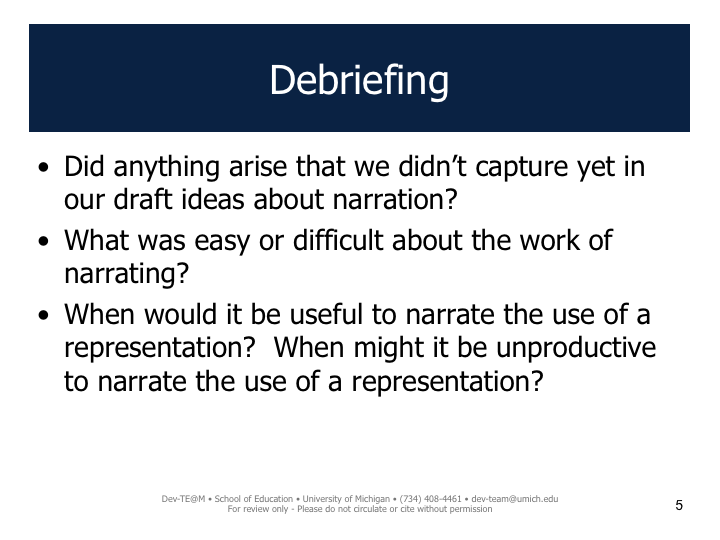 Debriefing
• Did anything arise that we didn’t capture yet in
our draft ideas about narration?
• What was easy or difficult about the work of
narrating?
• When would it be useful to narrate the use of a
representation?  When might it be unproductive
to narrate the use of a representation?
Dev-TE@M • School of Education • University of Michigan • (734) 408-4461 • dev-team@umich.edu
For review only - Please do not circulate or cite without permission
5